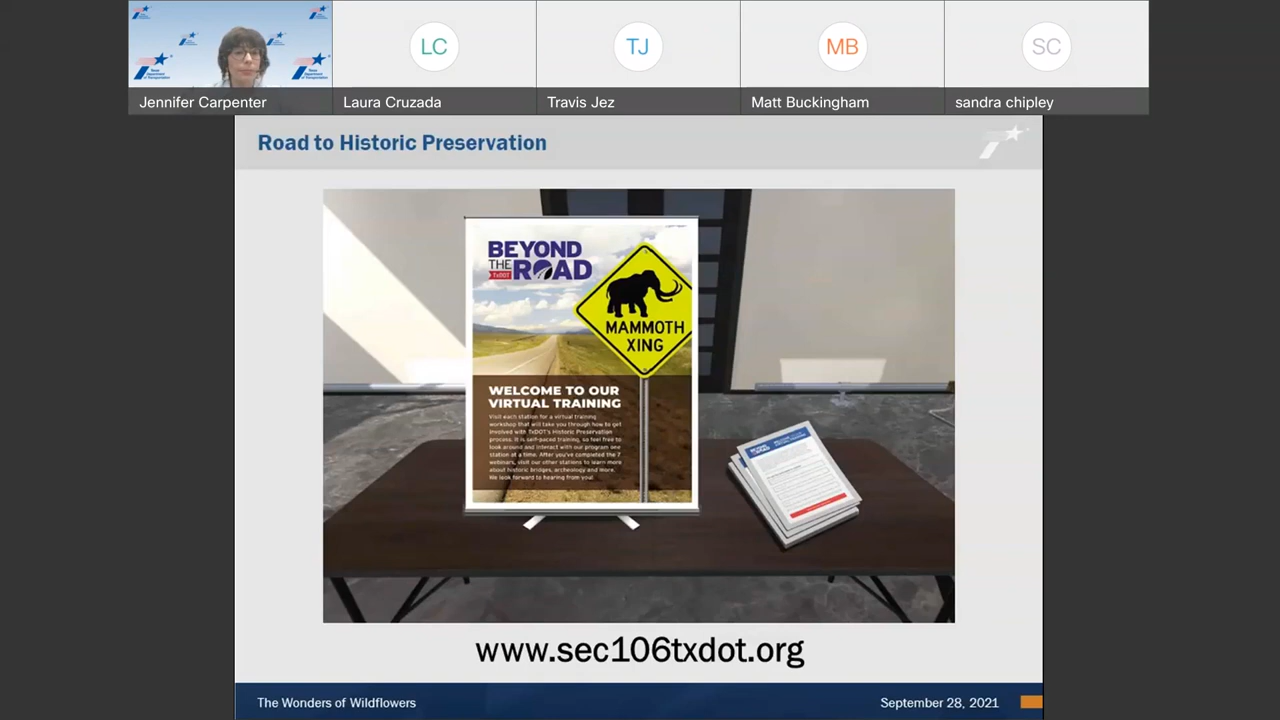 LC
TJ
MB
SC
Jennifer Carpenter
Laura Cruzada
Travis Jez
Matt Buckingham
sandra chipley
Road to Historic Preservation
BEYOND
THE
TxDOT
ROAD
MAMMOTH
XING
WELCOME TO OUR
VIRTUAL TRAINING
Visit each station for a virtual training
workshop that will take you through how to get
involved with TxDOT's Historic Preservation
process. It is self-paced training, so feel free to
look around and interact with our program one
station at a time. After you've completed the 7
webinars, visit our other stations to learn more
about historic bridges, archeology and more.
We look forward to hearing from you!
www.sec106txdot.org
The Wonders of Wildflowers
September 28, 2021